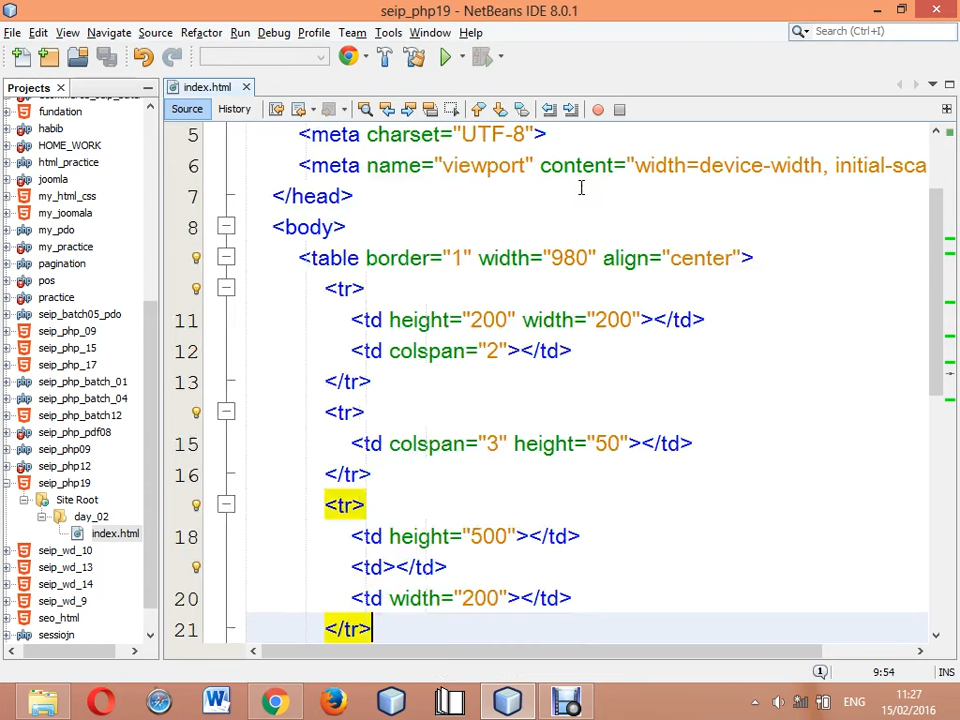 seip_php19 - NetBeans IDE 8.0.1
File Edit View Navigate Source Refactor Run Debug Profile Team Tools Window Help
Search (Ctrl+I)
Projects
index.html
Source History
fundation
habib
HOME_WORK
html_practice
joomla
my_html_css
my_joomala
my_pdo
my_practice
pagination
pos
practice
seip_batch05_pdo
seip_php_09
seip_php_15
seip_php_17
seip_php_batch_01
seip_php_batch_04
seip_php_batch12
seip_php_pdf08
seip_php09
seip_php12
seip_php19
Site Root
day_02
index.html
seip_wd_10
seip_wd_13
seip_wd_14
seip_wd_9
seo_html
sessiojn
5 <meta charset="UTF-8">
6 <meta name="viewport" content="width=device-width, initial-sca
7 </head>
8 <body>
<table border="1" width="980" align="center">
<tr>
11 <td height="200" width="200"></td>
12 <td colspan="2"></td>
13 </tr>
<tr>
15 <td colspan="3" height="50"></td>
16 </tr>
<tr>
18 <td height="500"></td>
<td></td>
20 <td width="200"></td>
21 </tr>
1
9:54 INS
ENG
11:27
15/02/2016